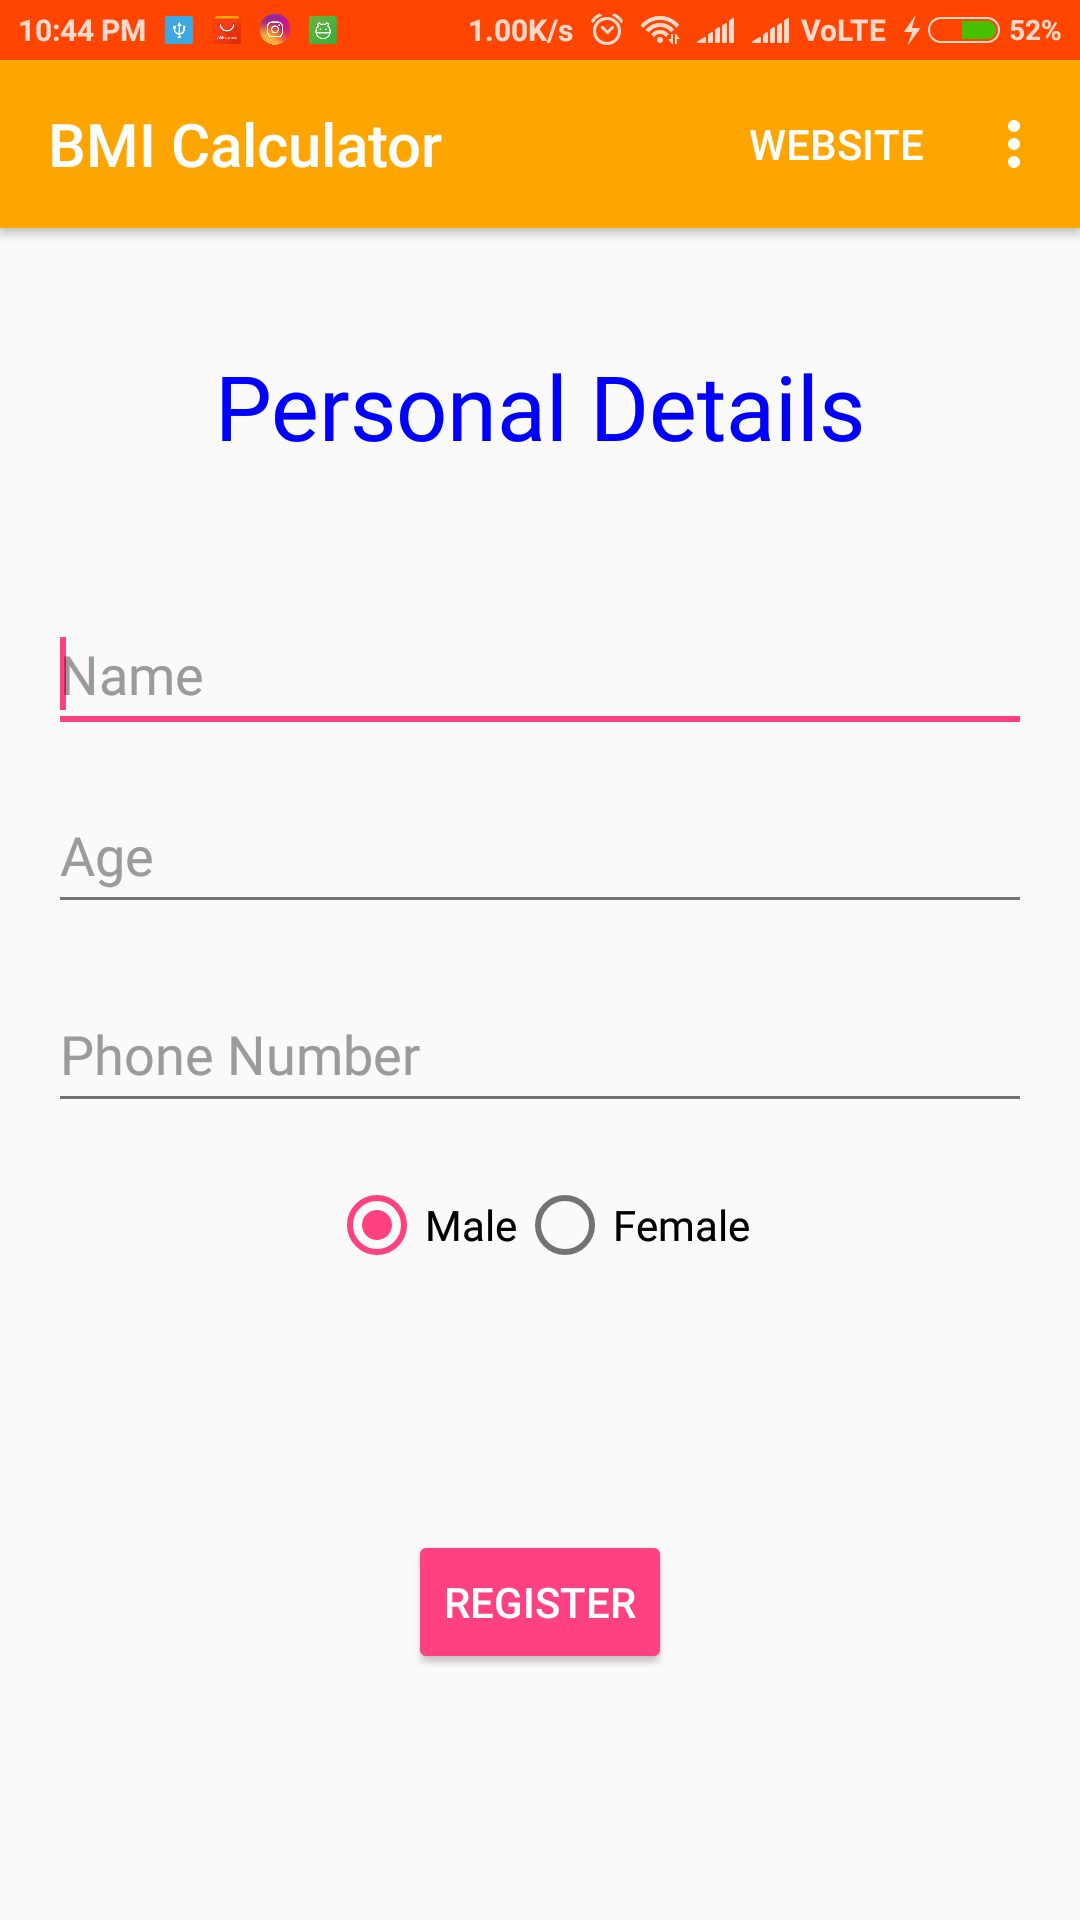 10:44 PM 1.00K/s VoLTE 52%
BMI Calculator WEBSITE
Personal Details
Name
Age
Phone Number
Male Female
REGISTER